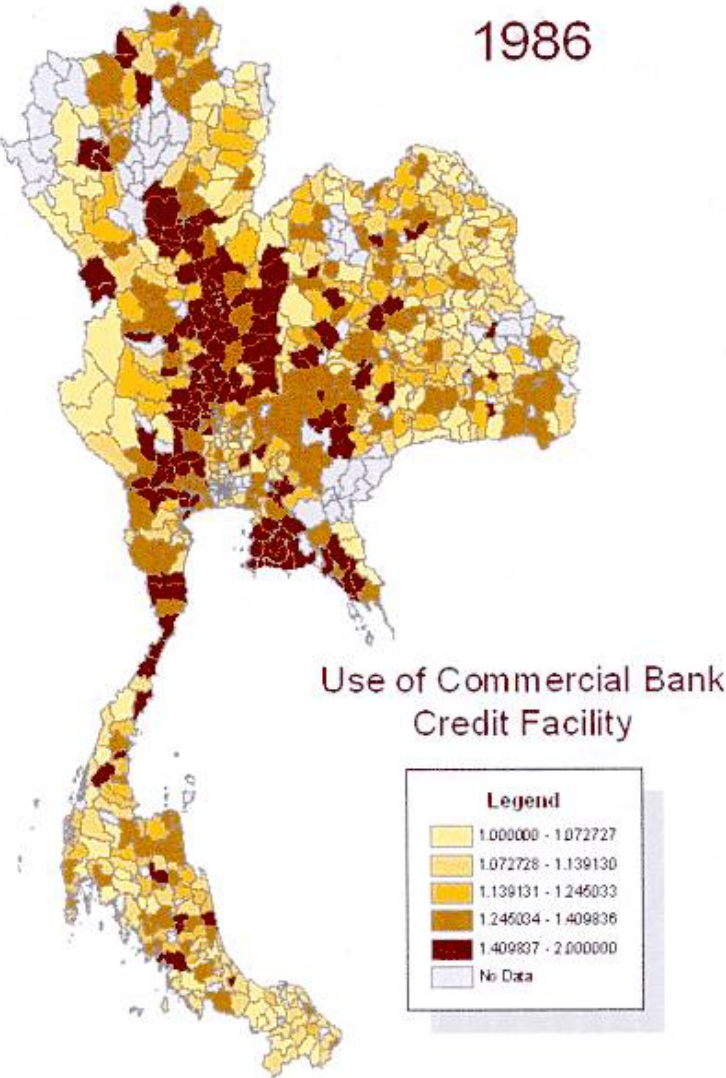 1986
Use of Commercial Bank
Credit Facility
Legend
1.000000 - 1.072727
1.072728 - 1.139130
1.139131 - 1.245033
1.245034 - 1.409836
1.409837 - 2.000000
No Data